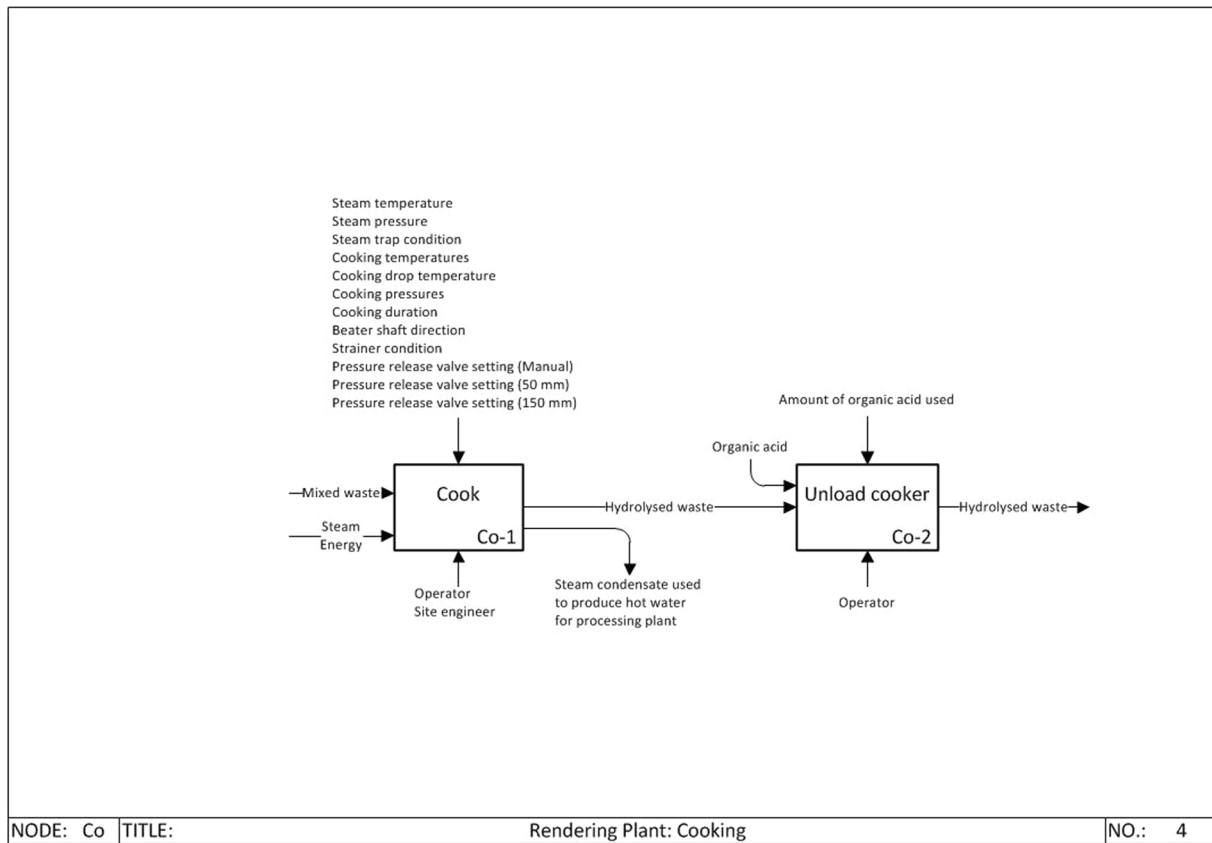 Steam temperature
Steam pressure
Steam trap condition
Cooking temperatures
Cooking drop temperature
Cooking pressures
Cooking duration
Beater shaft direction
Strainer condition
Pressure release valve setting (Manual)
Pressure release valve setting (50 mm)
Pressure release valve setting (150 mm)
Mixed waste
Steam
Energy
Cook
Co-1
Operator
Site engineer
Hydrolysed waste
Steam condensate used
to produce hot water
for processing plant
Amount of organic acid used
Organic acid
Unload cooker
Co-2
Operator
Hydrolysed waste
NODE: Co TITLE: Rendering Plant: Cooking NO.: 4